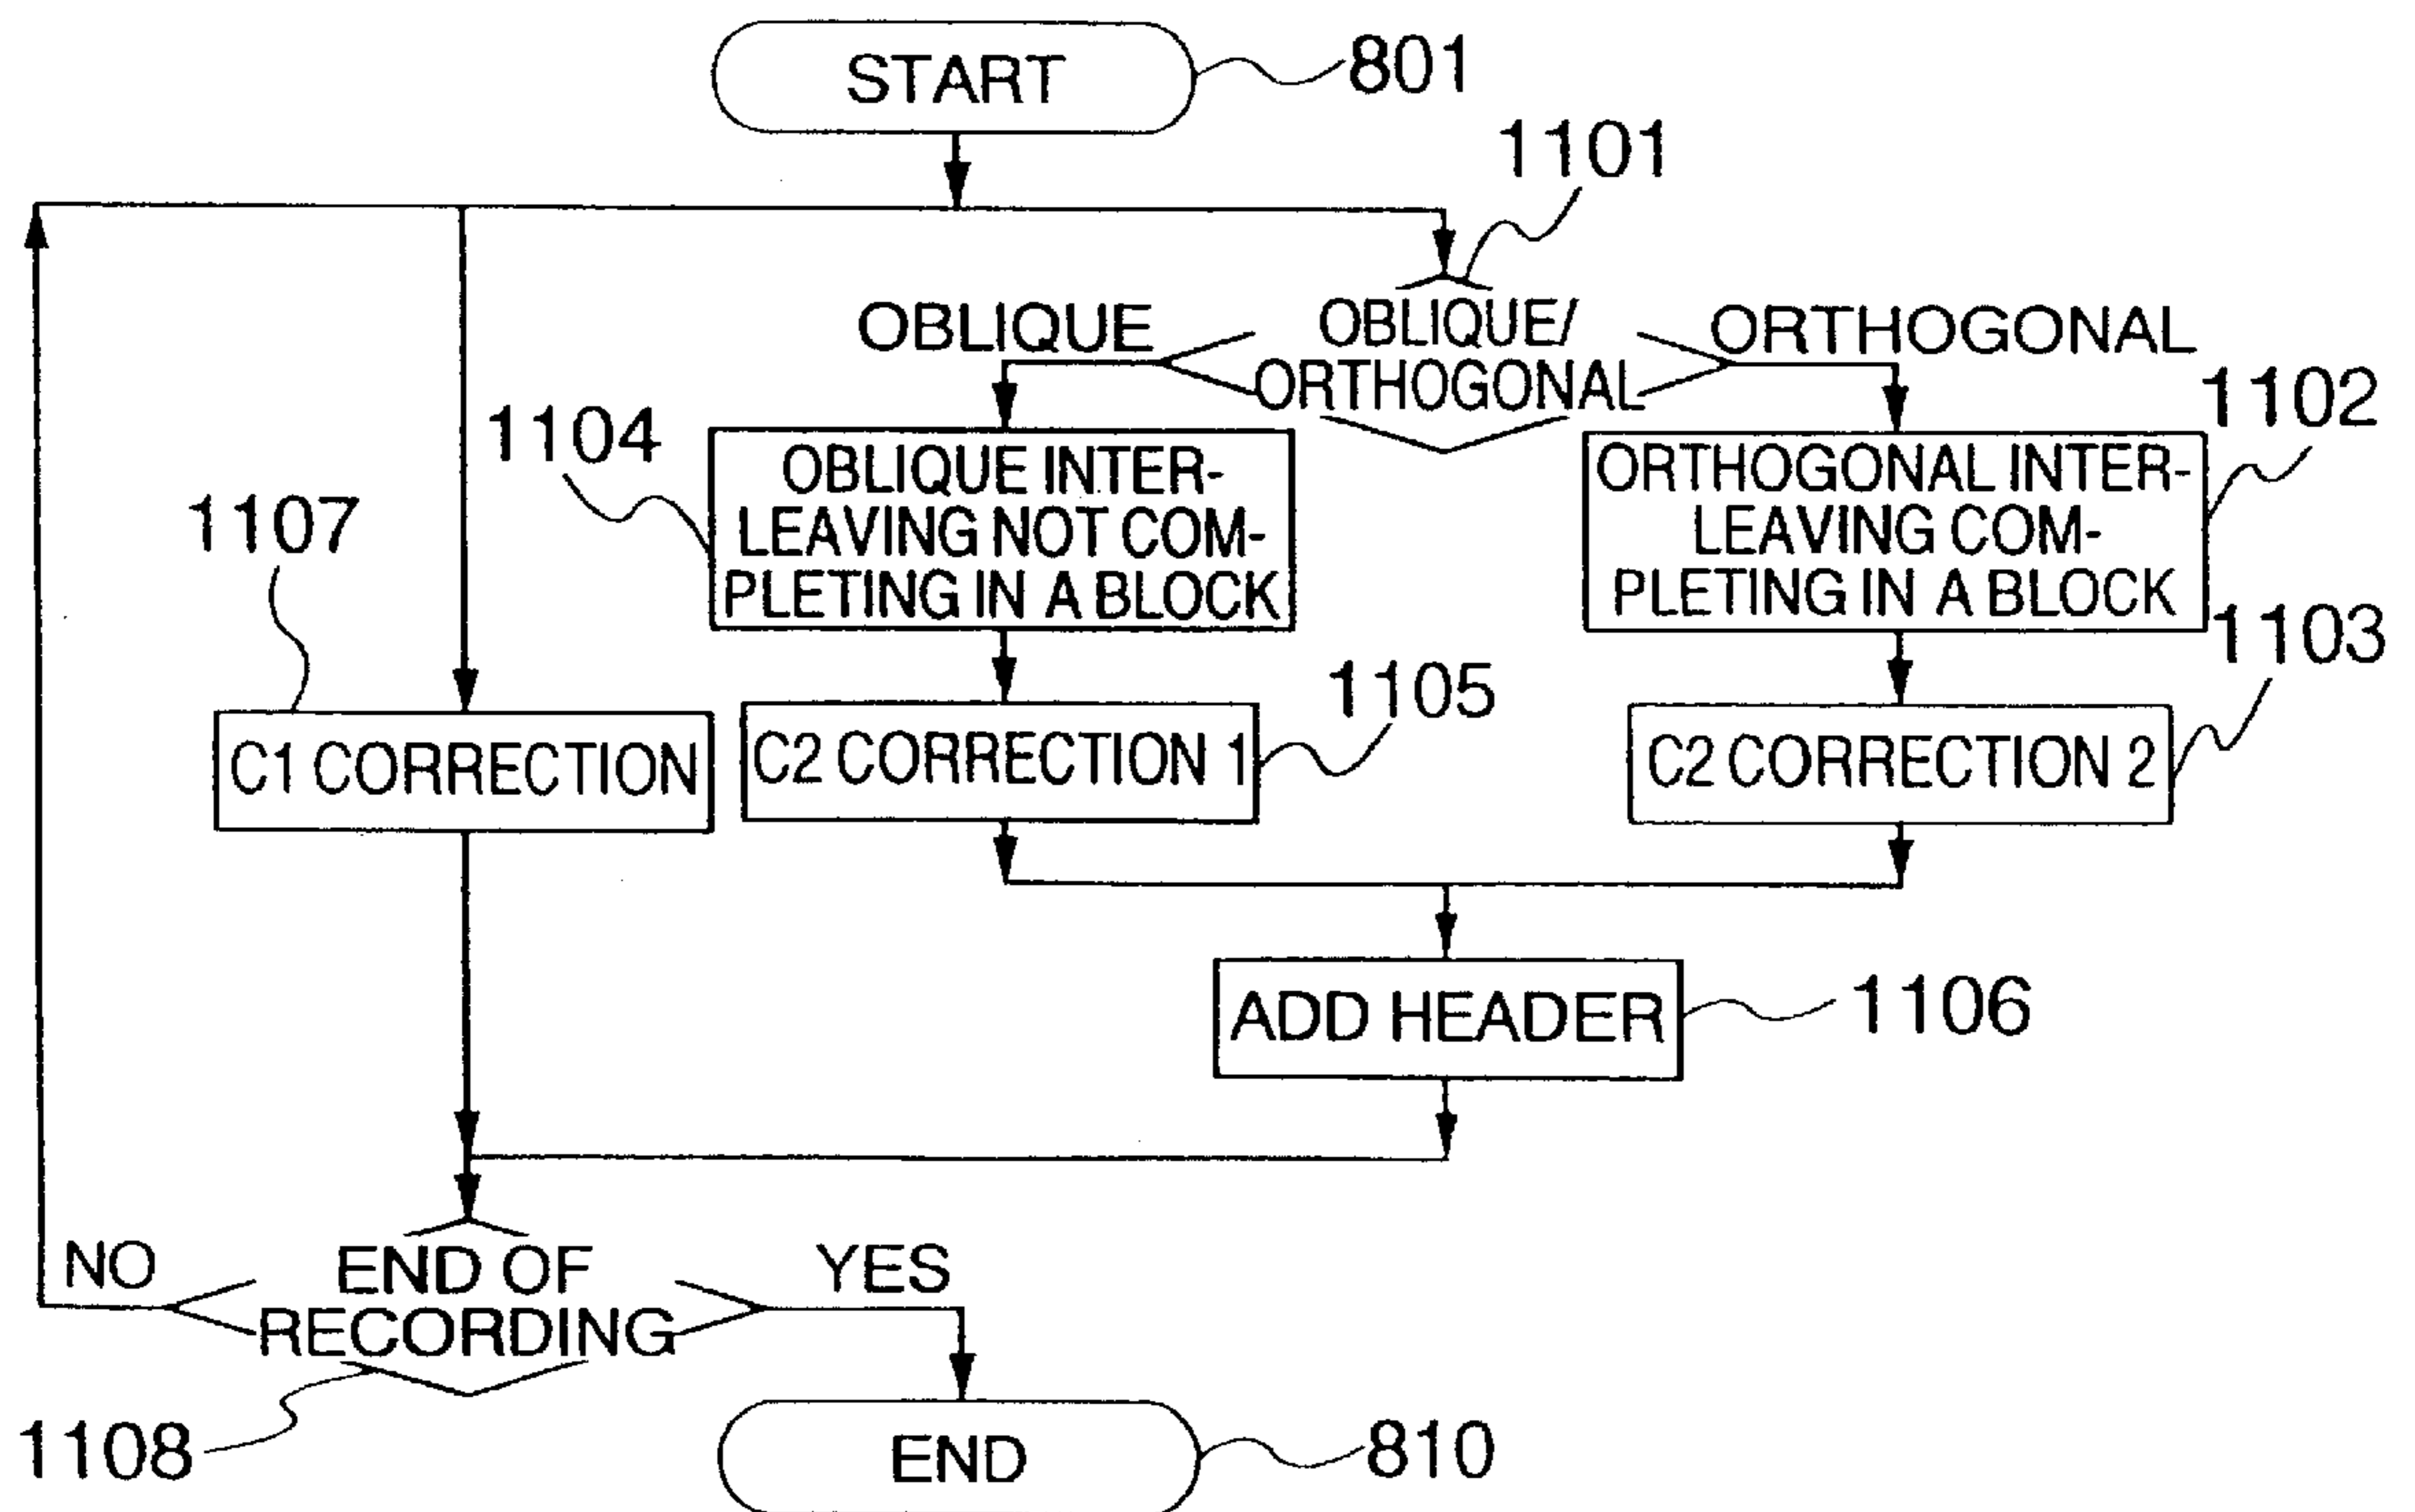 START
801
1101
OBLIQUE
OBLIQUE/
ORTHOGONAL
ORTHOGONAL
1102
1104
OBLIQUE INTER-
LEAVING NOT COM-
PLETING IN A BLOCK
ORTHOGONAL INTER-
LEAVING COM-
PLETING IN A BLOCK
1107
1103
1105
C1 CORRECTION
C2 CORRECTION 1
C2 CORRECTION 2
ADD HEADER
1106
NO
END OF
RECORDING
YES
1108
END
810